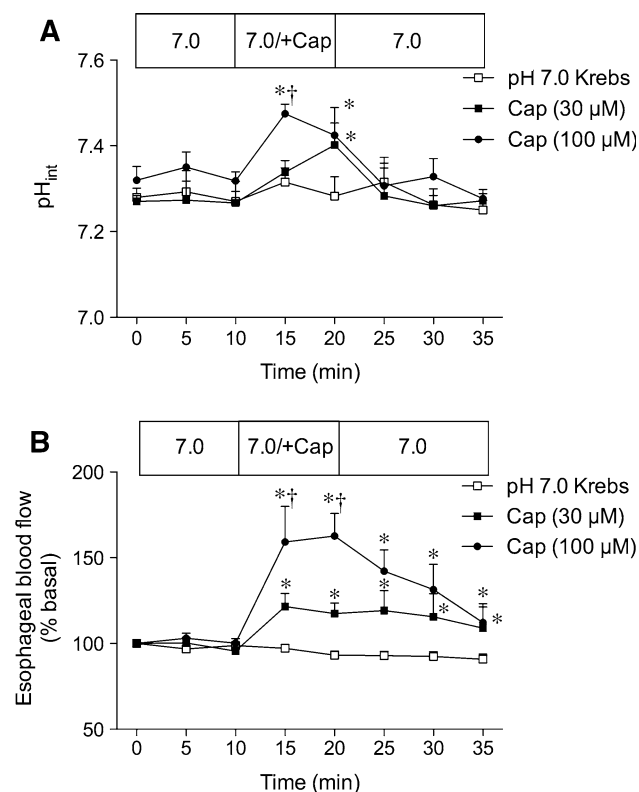 A
7.0 7.0/+Cap 7.0
7.6
7.4
7.2
7.0
pHint
pH 7.0 Krebs
Cap (30 µM)
Cap (100 µM)
*†
*
*
0 5 10 15 20 25 30 35
Time (min)
B
7.0 7.0/+Cap 7.0
200
150
100
50
Esophageal blood flow
(% basal)
pH 7.0 Krebs
Cap (30 µM)
Cap (100 µM)
*† *†
* * *
* * * * *
0 5 10 15 20 25 30 35
Time (min)